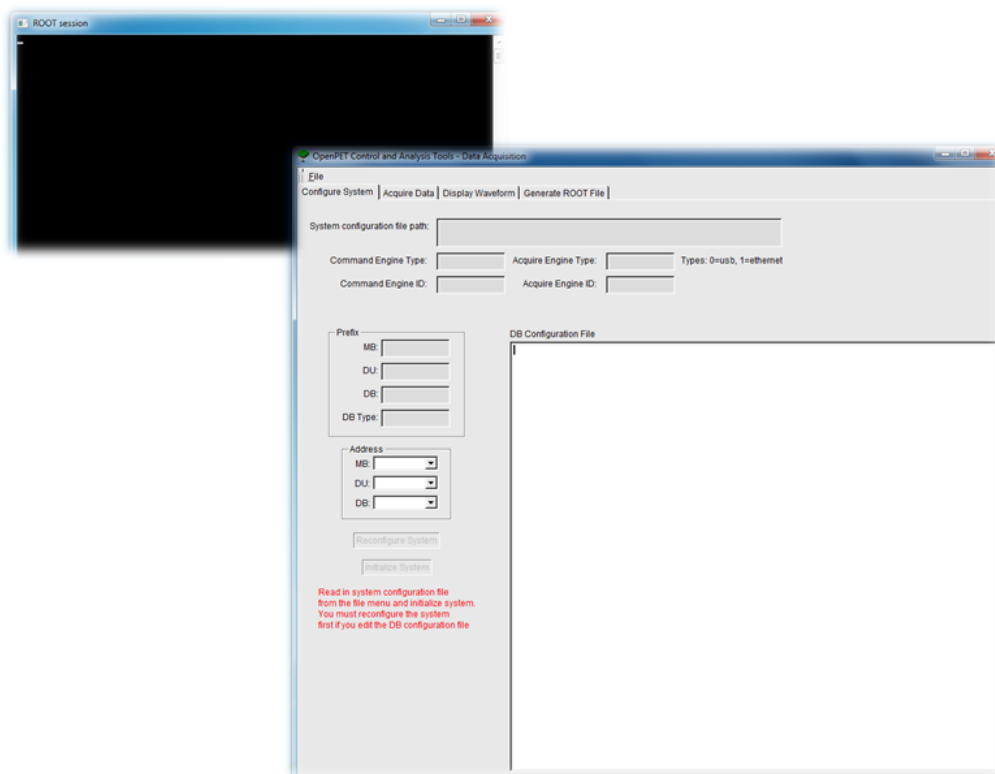 ROOT session
OpenPET Control and Analysis Tools - Data Acquisition
File
Configure System Acquire Data Display Waveform Generate ROOT File
System configuration file path:
Command Engine Type: Acquire Engine Type: Types: 0=usb, 1=ethernet
Command Engine ID: Acquire Engine ID:
Prefix
MB:
DU:
DB:
DB Type:
Address
MB:
DU:
DB:
Reconfigure System
Initialize System
Read in system configuration file
from the file menu and initialize system.
You must reconfigure the system
first if you edit the DB configuration file
DB Configuration File